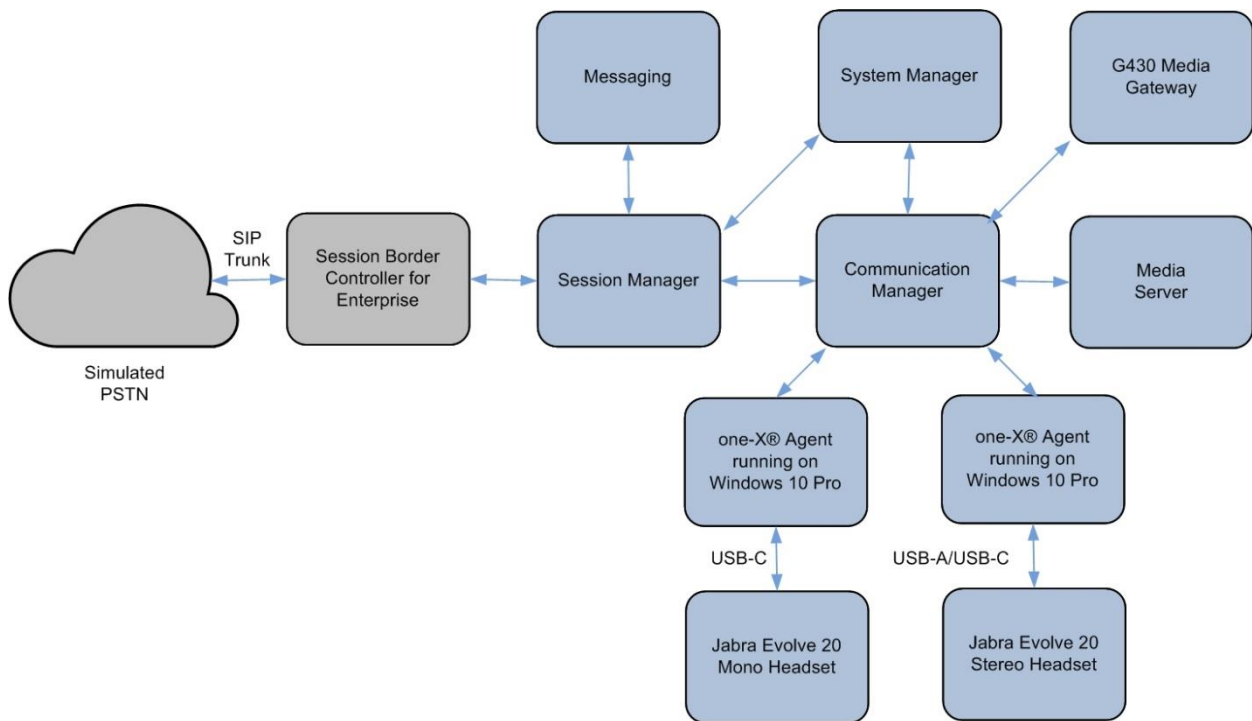 Messaging
System Manager
G430 Media
Gateway
SIP
Trunk
Session Border
Controller for
Enterprise
Session Manager
Communication
Manager
Media
Server
Simulated
PSTN
one-X® Agent
running on
Windows 10 Pro
one-X® Agent
running on
Windows 10 Pro
USB-C
USB-A/USB-C
Jabra Evolve 20
Mono Headset
Jabra Evolve 20
Stereo Headset